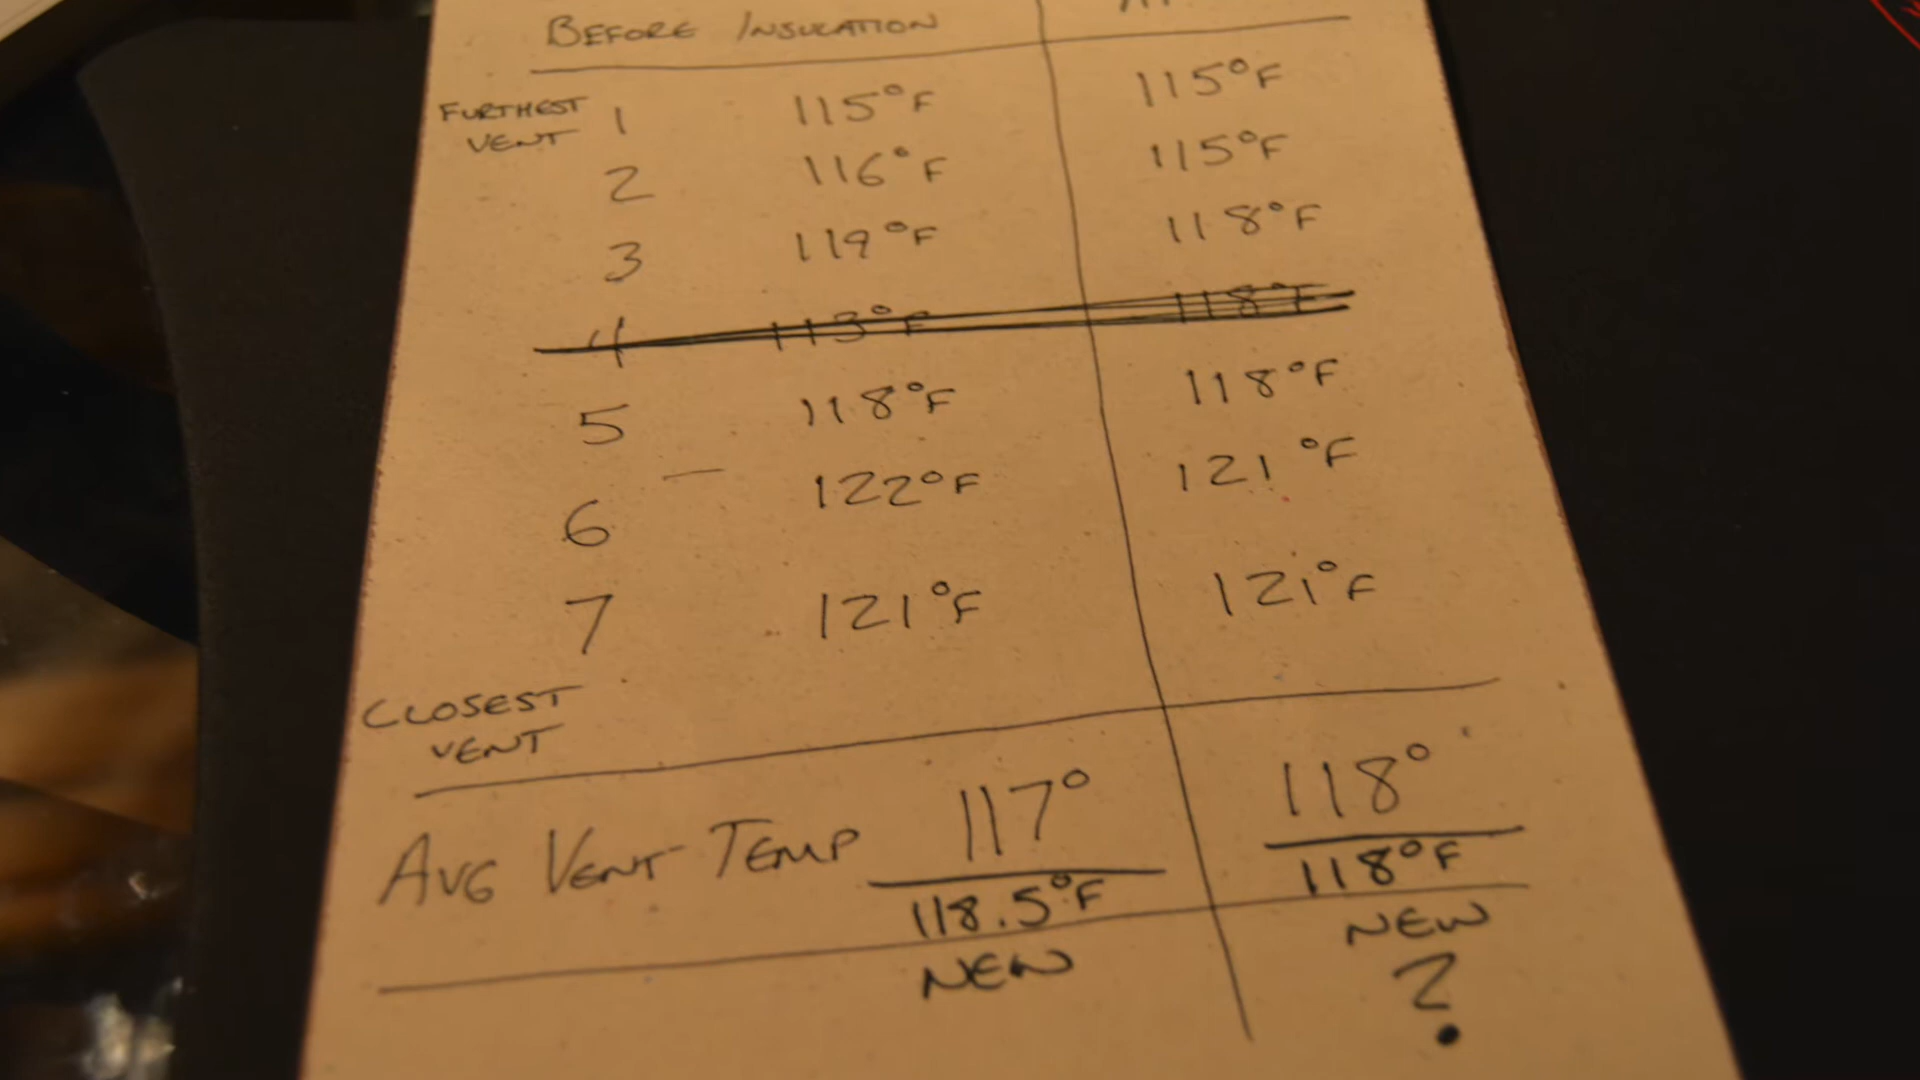 BEFORE INSULATION
FURTHEST VENT 1 115°F 115°F
2 116°F 115°F
3 119°F 118°F
4 113°F 118°F
5 118°F 118°F
6 122°F 121°F
7 121°F 121°F
CLOSEST VENT
AVG VENT TEMP 117° 118°
118.5°F 118°F
NEW NEW
?